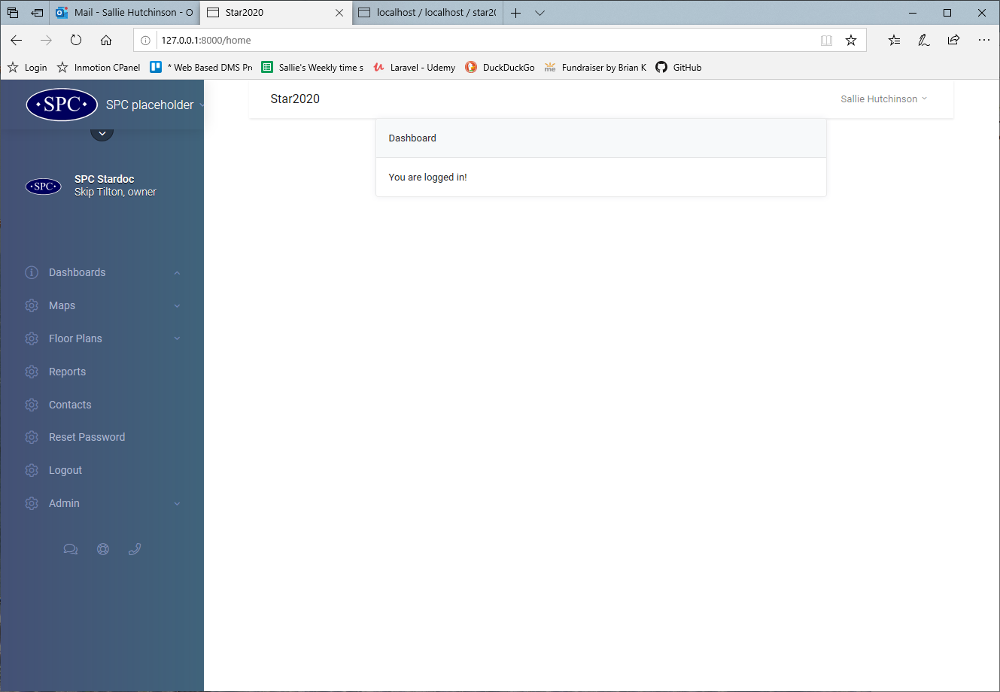 Mail - Sallie Hutchinson - O
Star2020
localhost / localhost / star20
127.0.0.1:8000/home
Login
Inmotion CPanel
* Web Based DMS Pr
Sallie's Weekly time s
Laravel - Udemy
DuckDuckGo
me
Fundraiser by Brian K
GitHub
SPC
SPC placeholder
Star2020
Sallie Hutchinson
Dashboard
You are logged in!
SPC
SPC Stardoc
Skip Tilton, owner
Dashboards
Maps
Floor Plans
Reports
Contacts
Reset Password
Logout
Admin